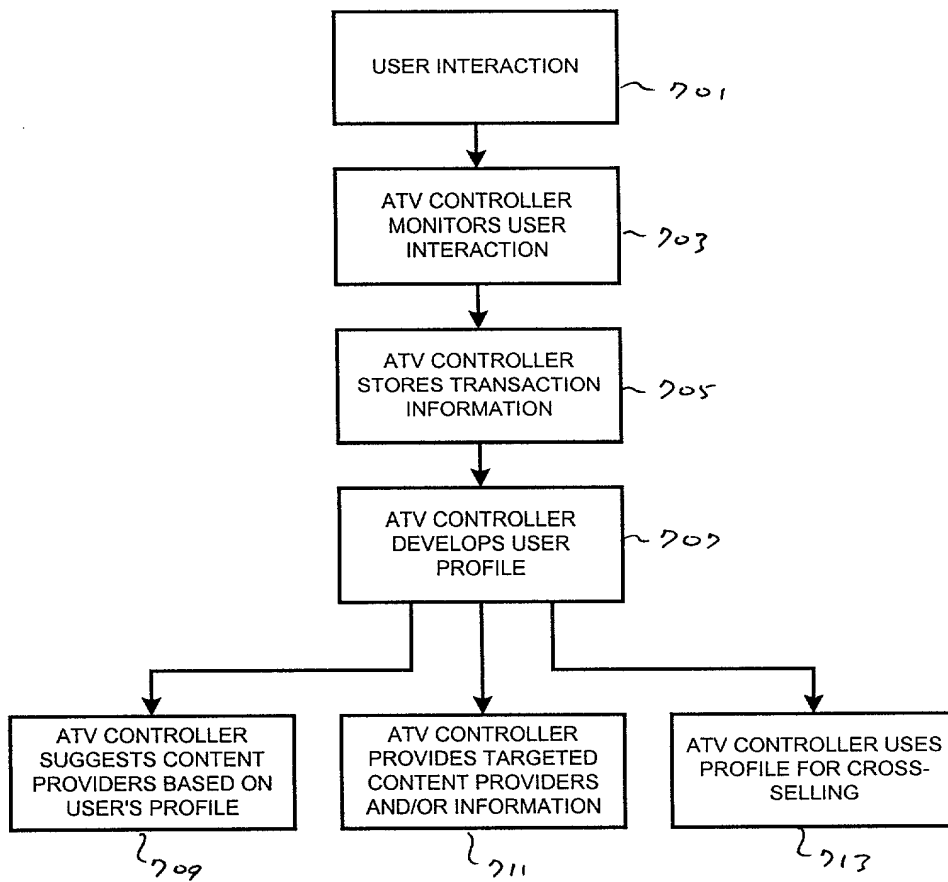 USER INTERACTION
701
ATV CONTROLLER
MONITORS USER
INTERACTION
703
ATV CONTROLLER
STORES TRANSACTION
INFORMATION
705
ATV CONTROLLER
DEVELOPS USER
PROFILE
707
ATV CONTROLLER
SUGGESTS CONTENT
PROVIDERS BASED ON
USER'S PROFILE
709
ATV CONTROLLER
PROVIDES TARGETED
CONTENT PROVIDERS
AND/OR INFORMATION
711
ATV CONTROLLER USES
PROFILE FOR CROSS-
SELLING
713